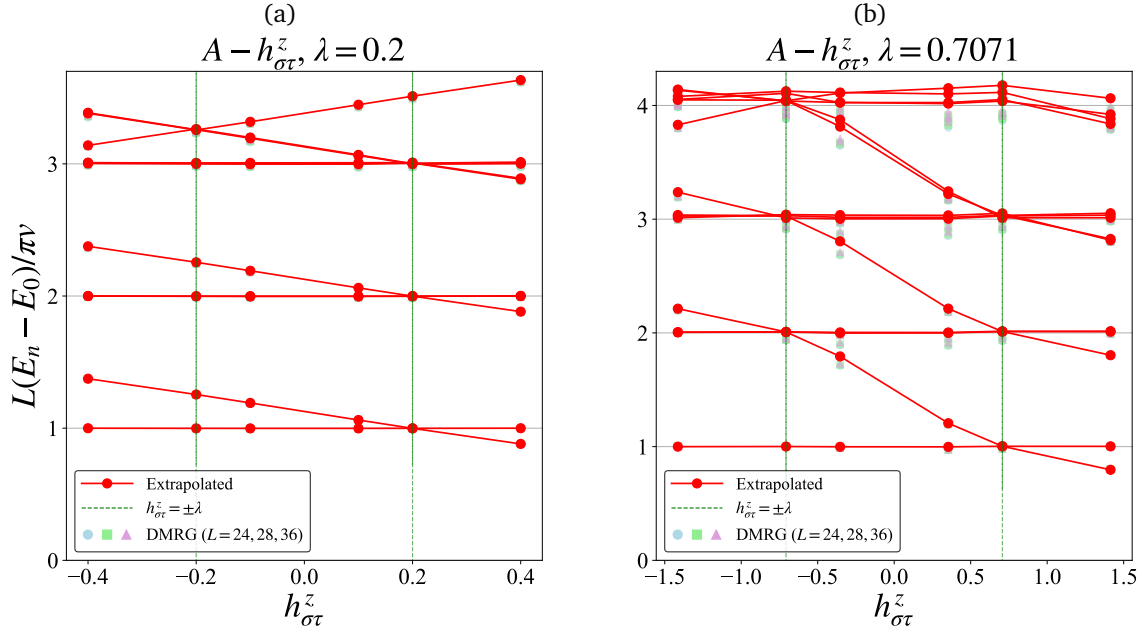 (a)
A − h^z_{στ}, λ = 0.2
L(E_n − E_0)/πv
3
2
1
0
−0.4
−0.2
0.0
0.2
0.4
h^z_{στ}
Extrapolated
h^z_{στ} = ±λ
DMRG (L = 24, 28, 36)
(b)
A − h^z_{στ}, λ = 0.7071
4
3
2
1
0
−1.5
−1.0
−0.5
0.0
0.5
1.0
1.5
h^z_{στ}
Extrapolated
h^z_{στ} = ±λ
DMRG (L = 24, 28, 36)